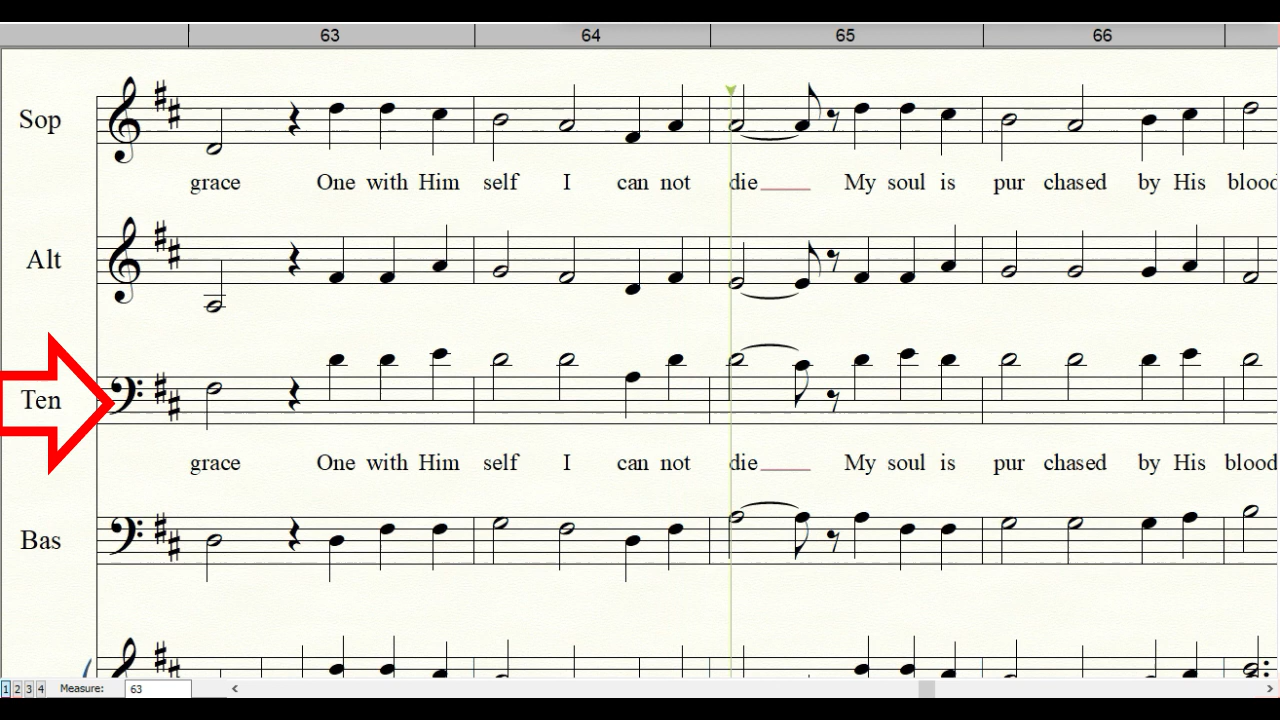 63 64 65 66
Sop
grace One with Him self I can not die My soul is pur chased by His blood
Alt
Ten
grace One with Him self I can not die My soul is pur chased by His blood
Bas
1 2 3 4 Measure: 63